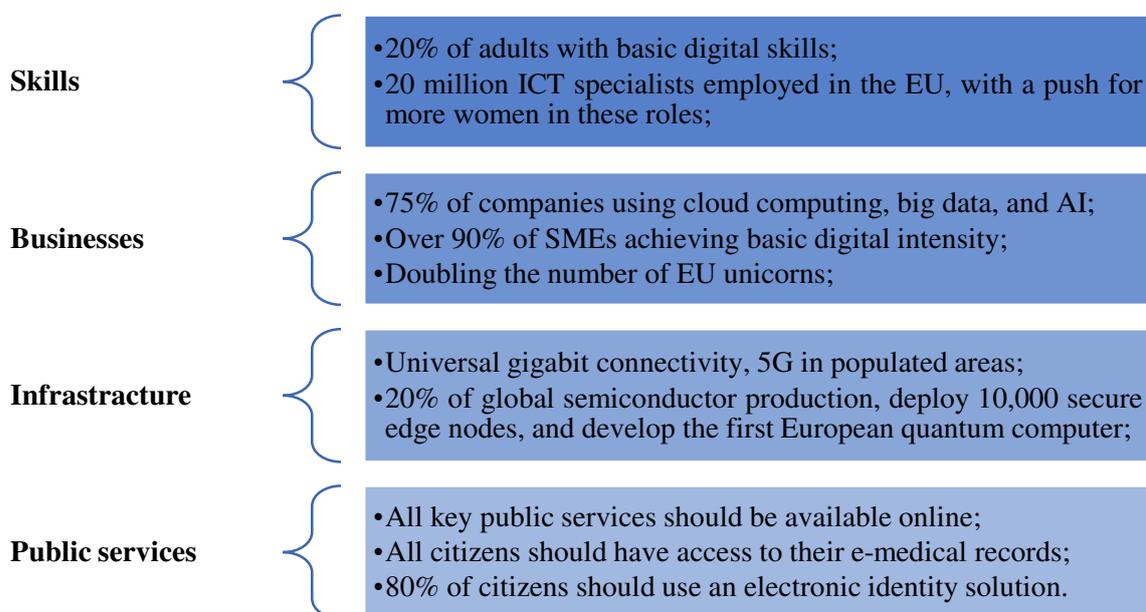 Skills
•20% of adults with basic digital skills;
•20 million ICT specialists employed in the EU, with a push for
more women in these roles;
Businesses
•75% of companies using cloud computing, big data, and AI;
•Over 90% of SMEs achieving basic digital intensity;
•Doubling the number of EU unicorns;
Infrastracture
•Universal gigabit connectivity, 5G in populated areas;
•20% of global semiconductor production, deploy 10,000 secure
edge nodes, and develop the first European quantum computer;
Public services
•All key public services should be available online;
•All citizens should have access to their e-medical records;
•80% of citizens should use an electronic identity solution.